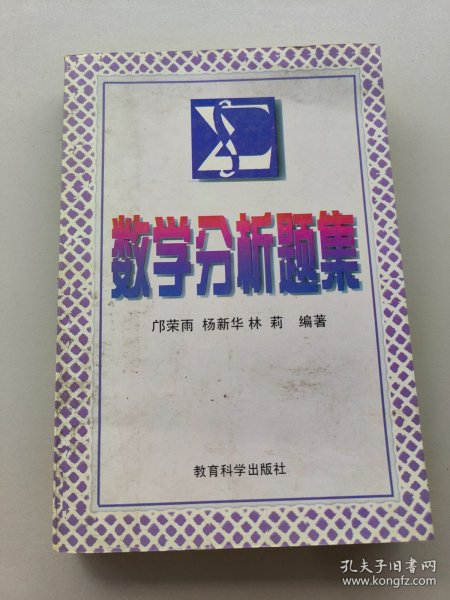 数学分析题集
邝荣雨 杨新华 林 莉 编著
教育科学出版社
孔夫子旧书网
www.kongfz.com